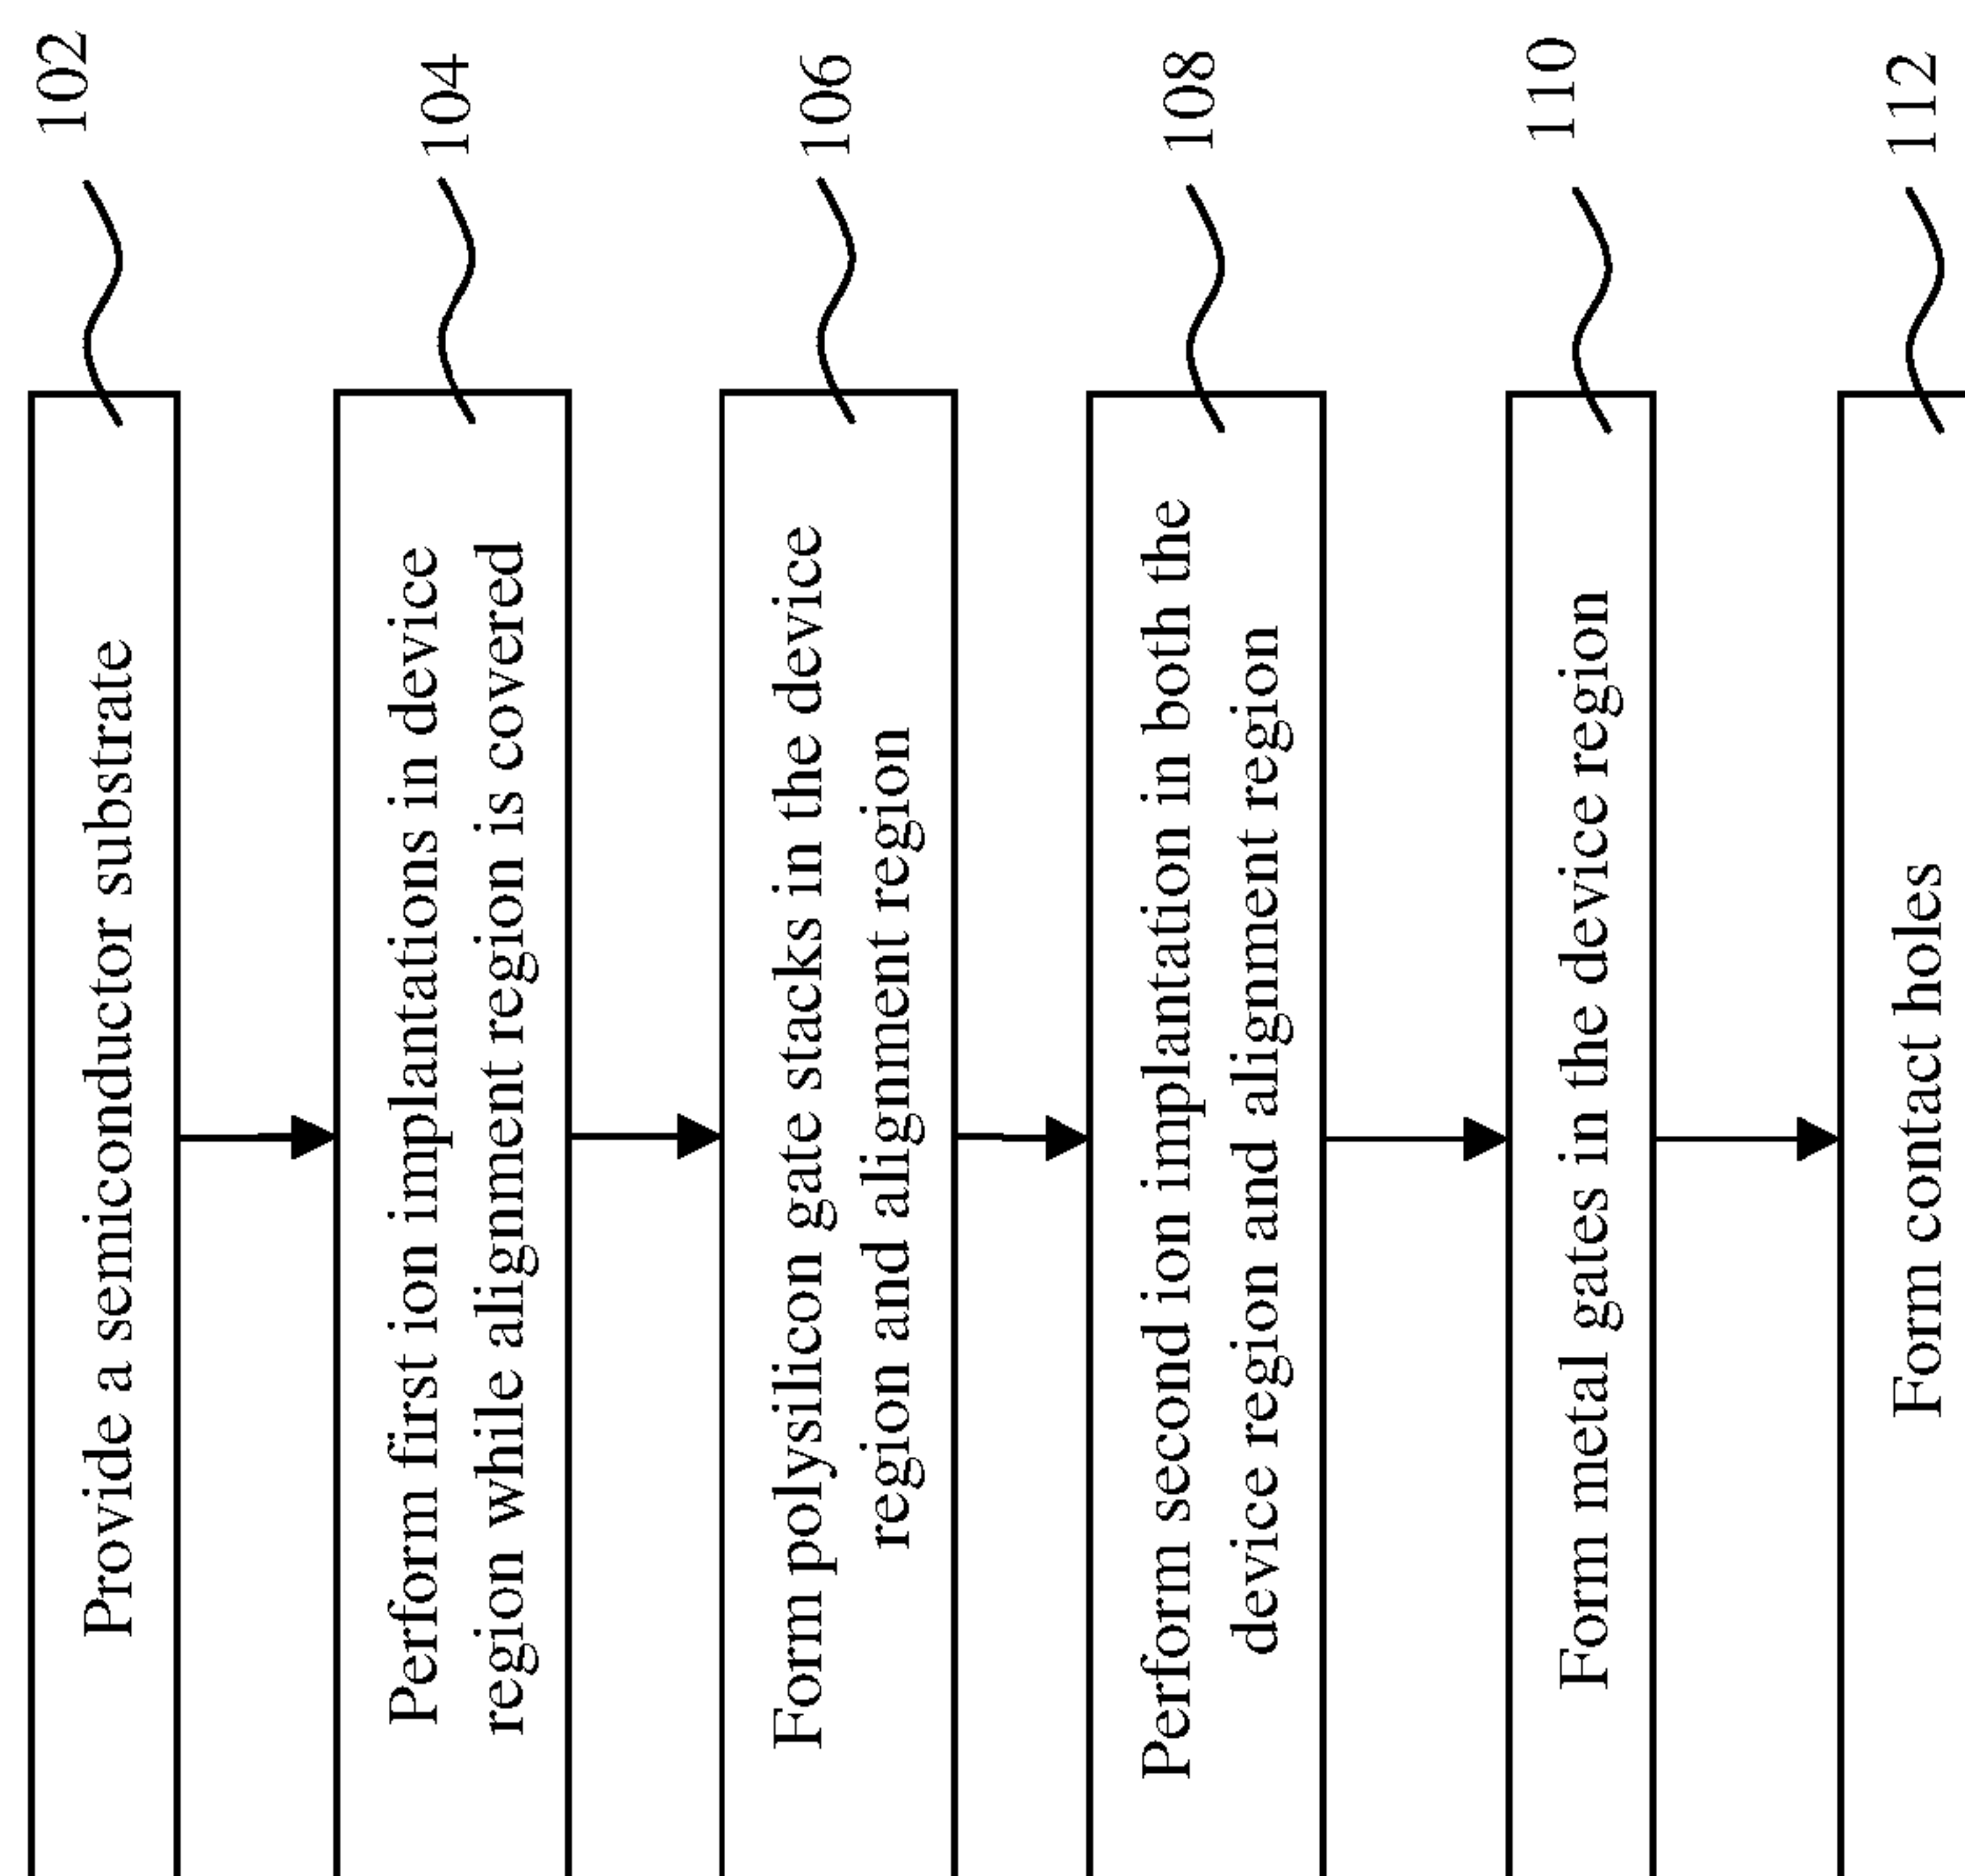 Provide a semiconductor substrate
102
Perform first ion implantations in device
region while alignment region is covered
104
Form polysilicon gate stacks in the device
region and alignment region
106
Perform second ion implantation in both the
device region and alignment region
108
Form metal gates in the device region
110
Form contact holes
112